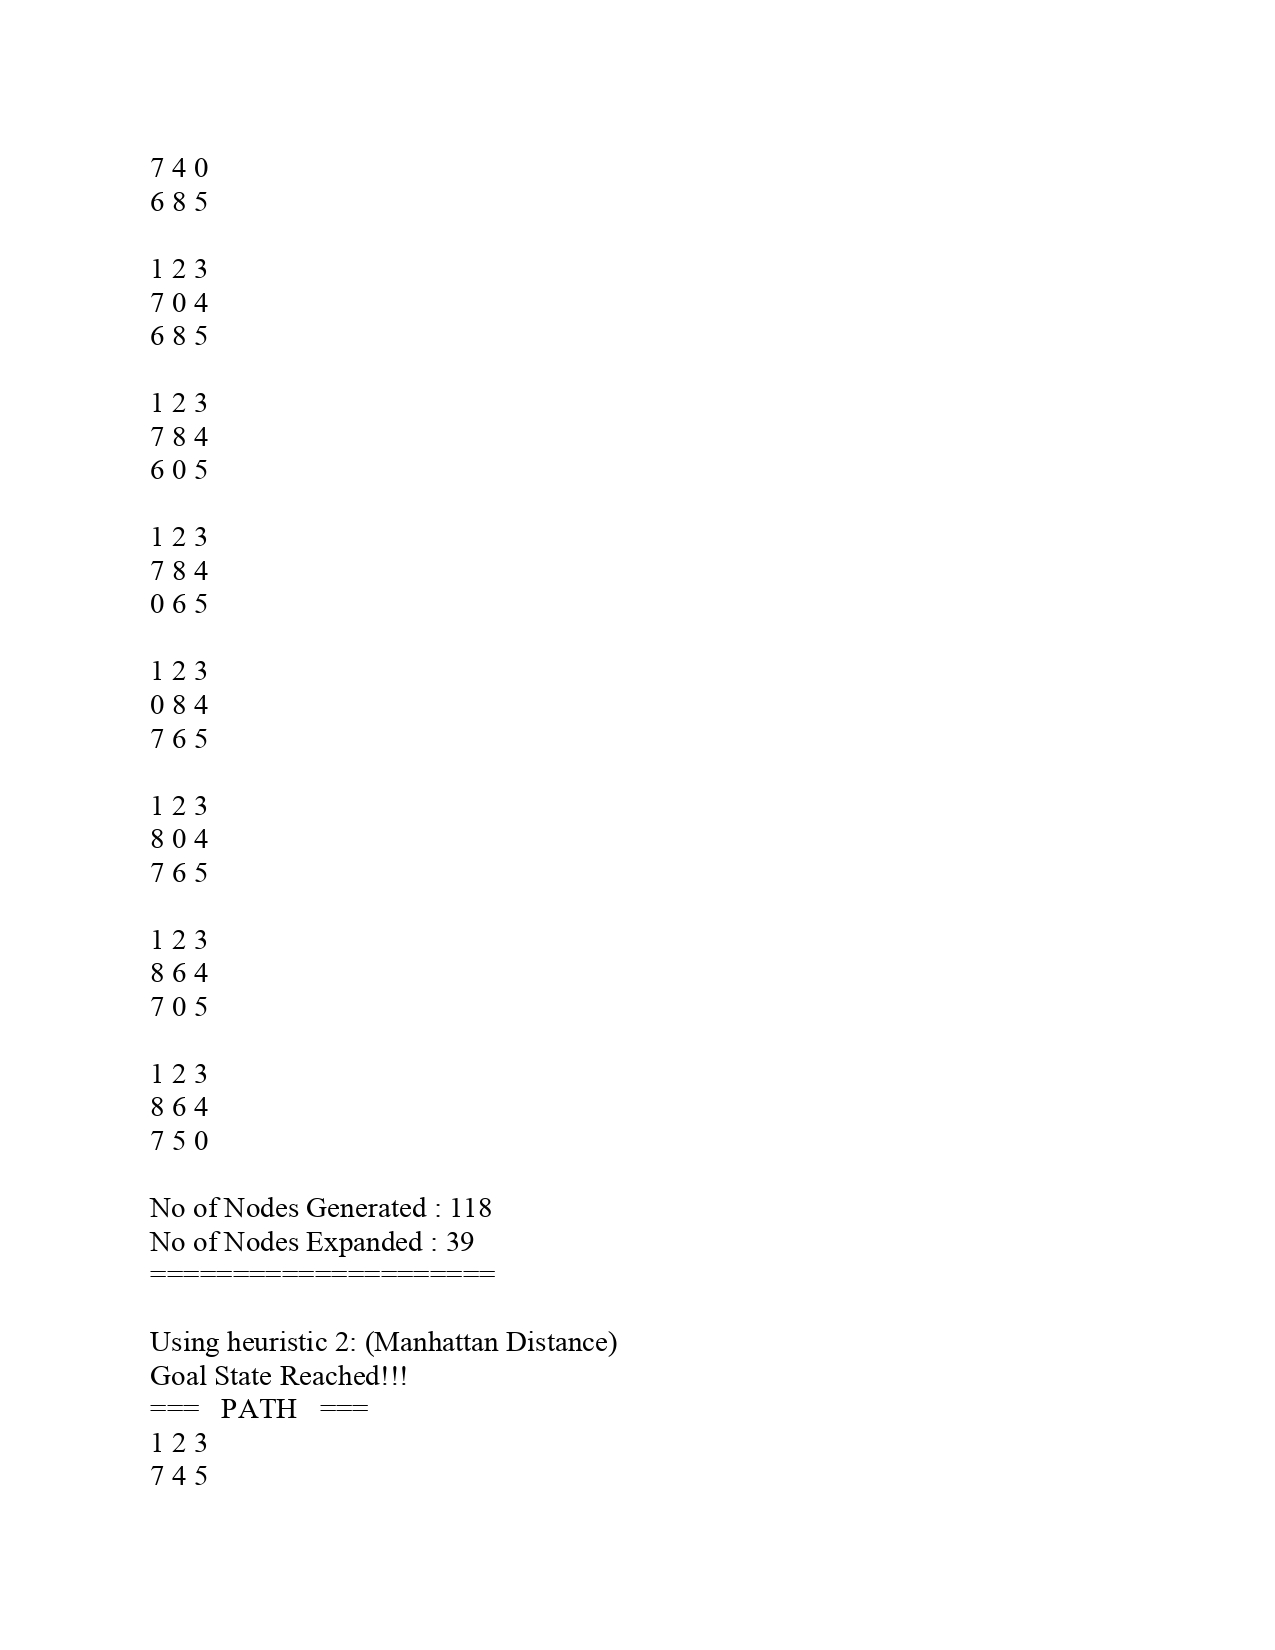 7 4 0
6 8 5
1 2 3
7 0 4
6 8 5
1 2 3
7 8 4
6 0 5
1 2 3
7 8 4
0 6 5
1 2 3
0 8 4
7 6 5
1 2 3
8 0 4
7 6 5
1 2 3
8 6 4
7 0 5
1 2 3
8 6 4
7 5 0
No of Nodes Generated : 118
No of Nodes Expanded : 39
=====================
Using heuristic 2: (Manhattan Distance)
Goal State Reached!!!
===   PATH   ===
1 2 3
7 4 5